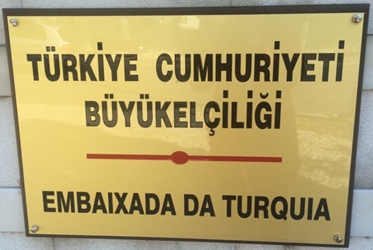 TÜRKİYE CUMHURİYETİ
BÜYÜKELÇİLİĞİ
EMBAIXADA DA TURQUIA